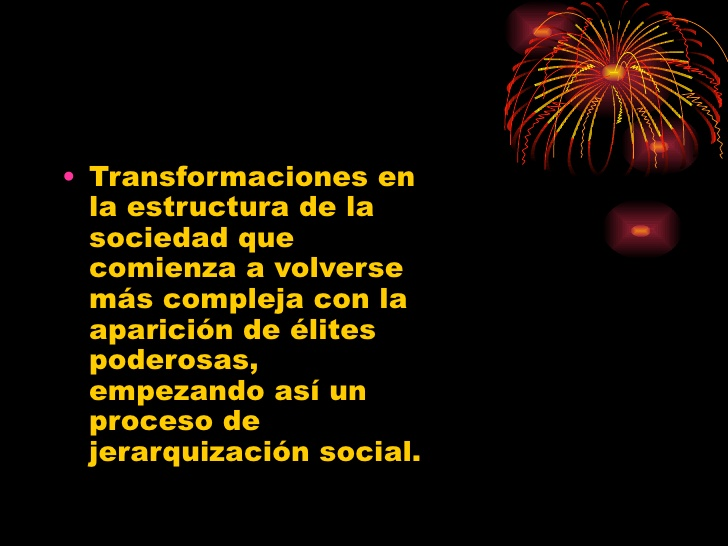 • Transformaciones en
la estructura de la
sociedad que
comienza a volverse
más compleja con la
aparición de élites
poderosas,
empezando así un
proceso de
jerarquización social.